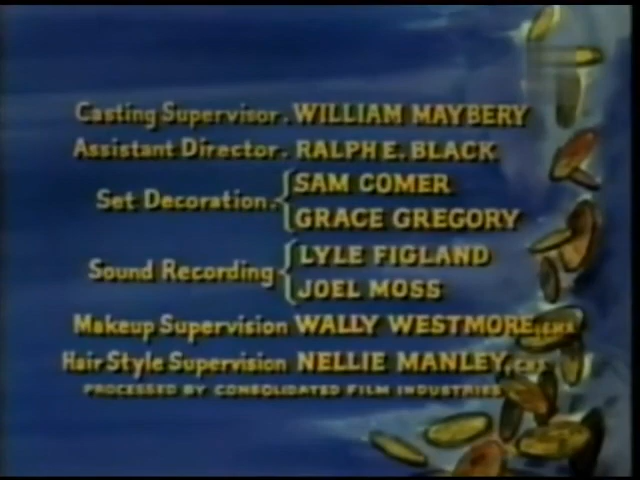 Casting Supervisor. WILLIAM MAYBERY
Assistant Director. RALPH E. BLACK
Set Decoration. SAM COMER
GRACE GREGORY
Sound Recording LYLE FIGLAND
JOEL MOSS
Makeup Supervision WALLY WESTMORE,
Hair Style Supervision NELLIE MANLEY,
PROCESSED BY CONSOLIDATED FILM INDUSTRIES